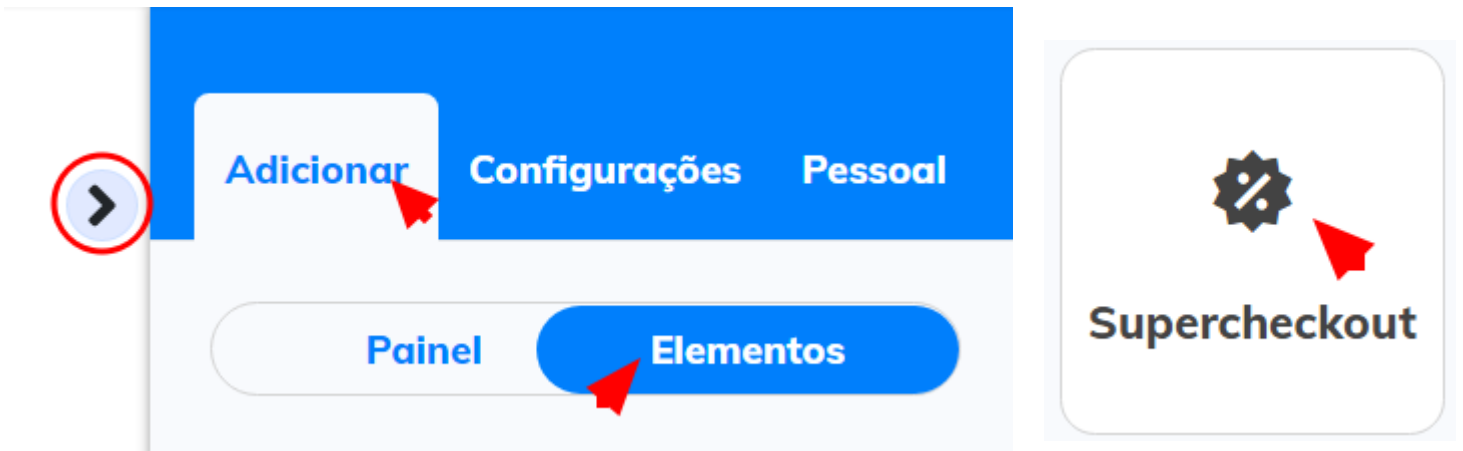 Adicionar Configurações Pessoal
Painel Elementos
Supercheckout